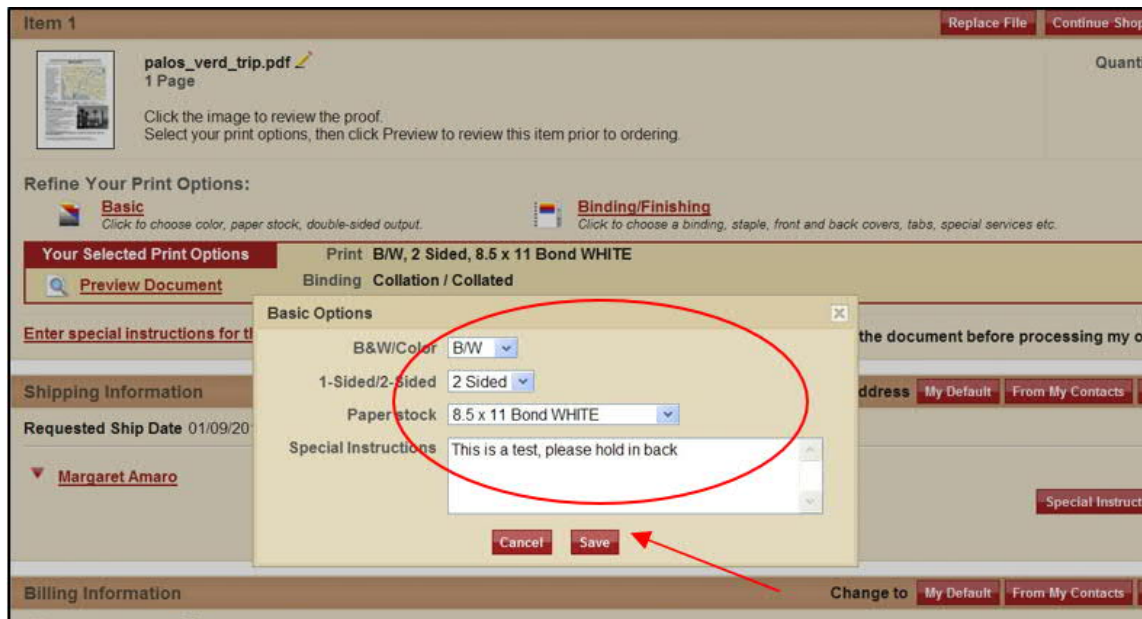 Item 1
Replace File
Continue Shop
palos_verd_trip.pdf
Quanti
1 Page
Click the image to review the proof.
Select your print options, then click Preview to review this item prior to ordering.
Refine Your Print Options:
Basic
Click to choose color, paper stock, double-sided output.
Binding/Finishing
Click to choose a binding, staple, front and back covers, tabs, special services etc.
Your Selected Print Options
Print B/W, 2 Sided, 8.5 x 11 Bond WHITE
Preview Document
Binding Collation / Collated
Basic Options
Enter special instructions for th
the document before processing my o
B&W/Color B/W
1-Sided/2-Sided 2 Sided
Shipping Information
ddress My Default From My Contacts
Paper stock 8.5 x 11 Bond WHITE
Requested Ship Date 01/09/20
Special Instructions This is a test, please hold in back
Margaret Amaro
Special Instruct
Cancel Save
Billing Information
Change to My Default From My Contacts